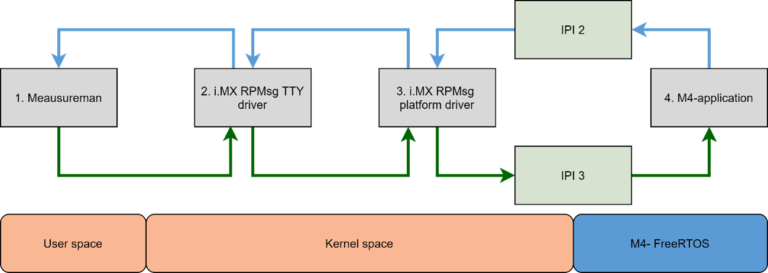 IPI 2
1. Meausureman
2. i.MX RPMsg TTY
driver
3. i.MX RPMsg
platform driver
4. M4-application
IPI 3
User space
Kernel space
M4- FreeRTOS